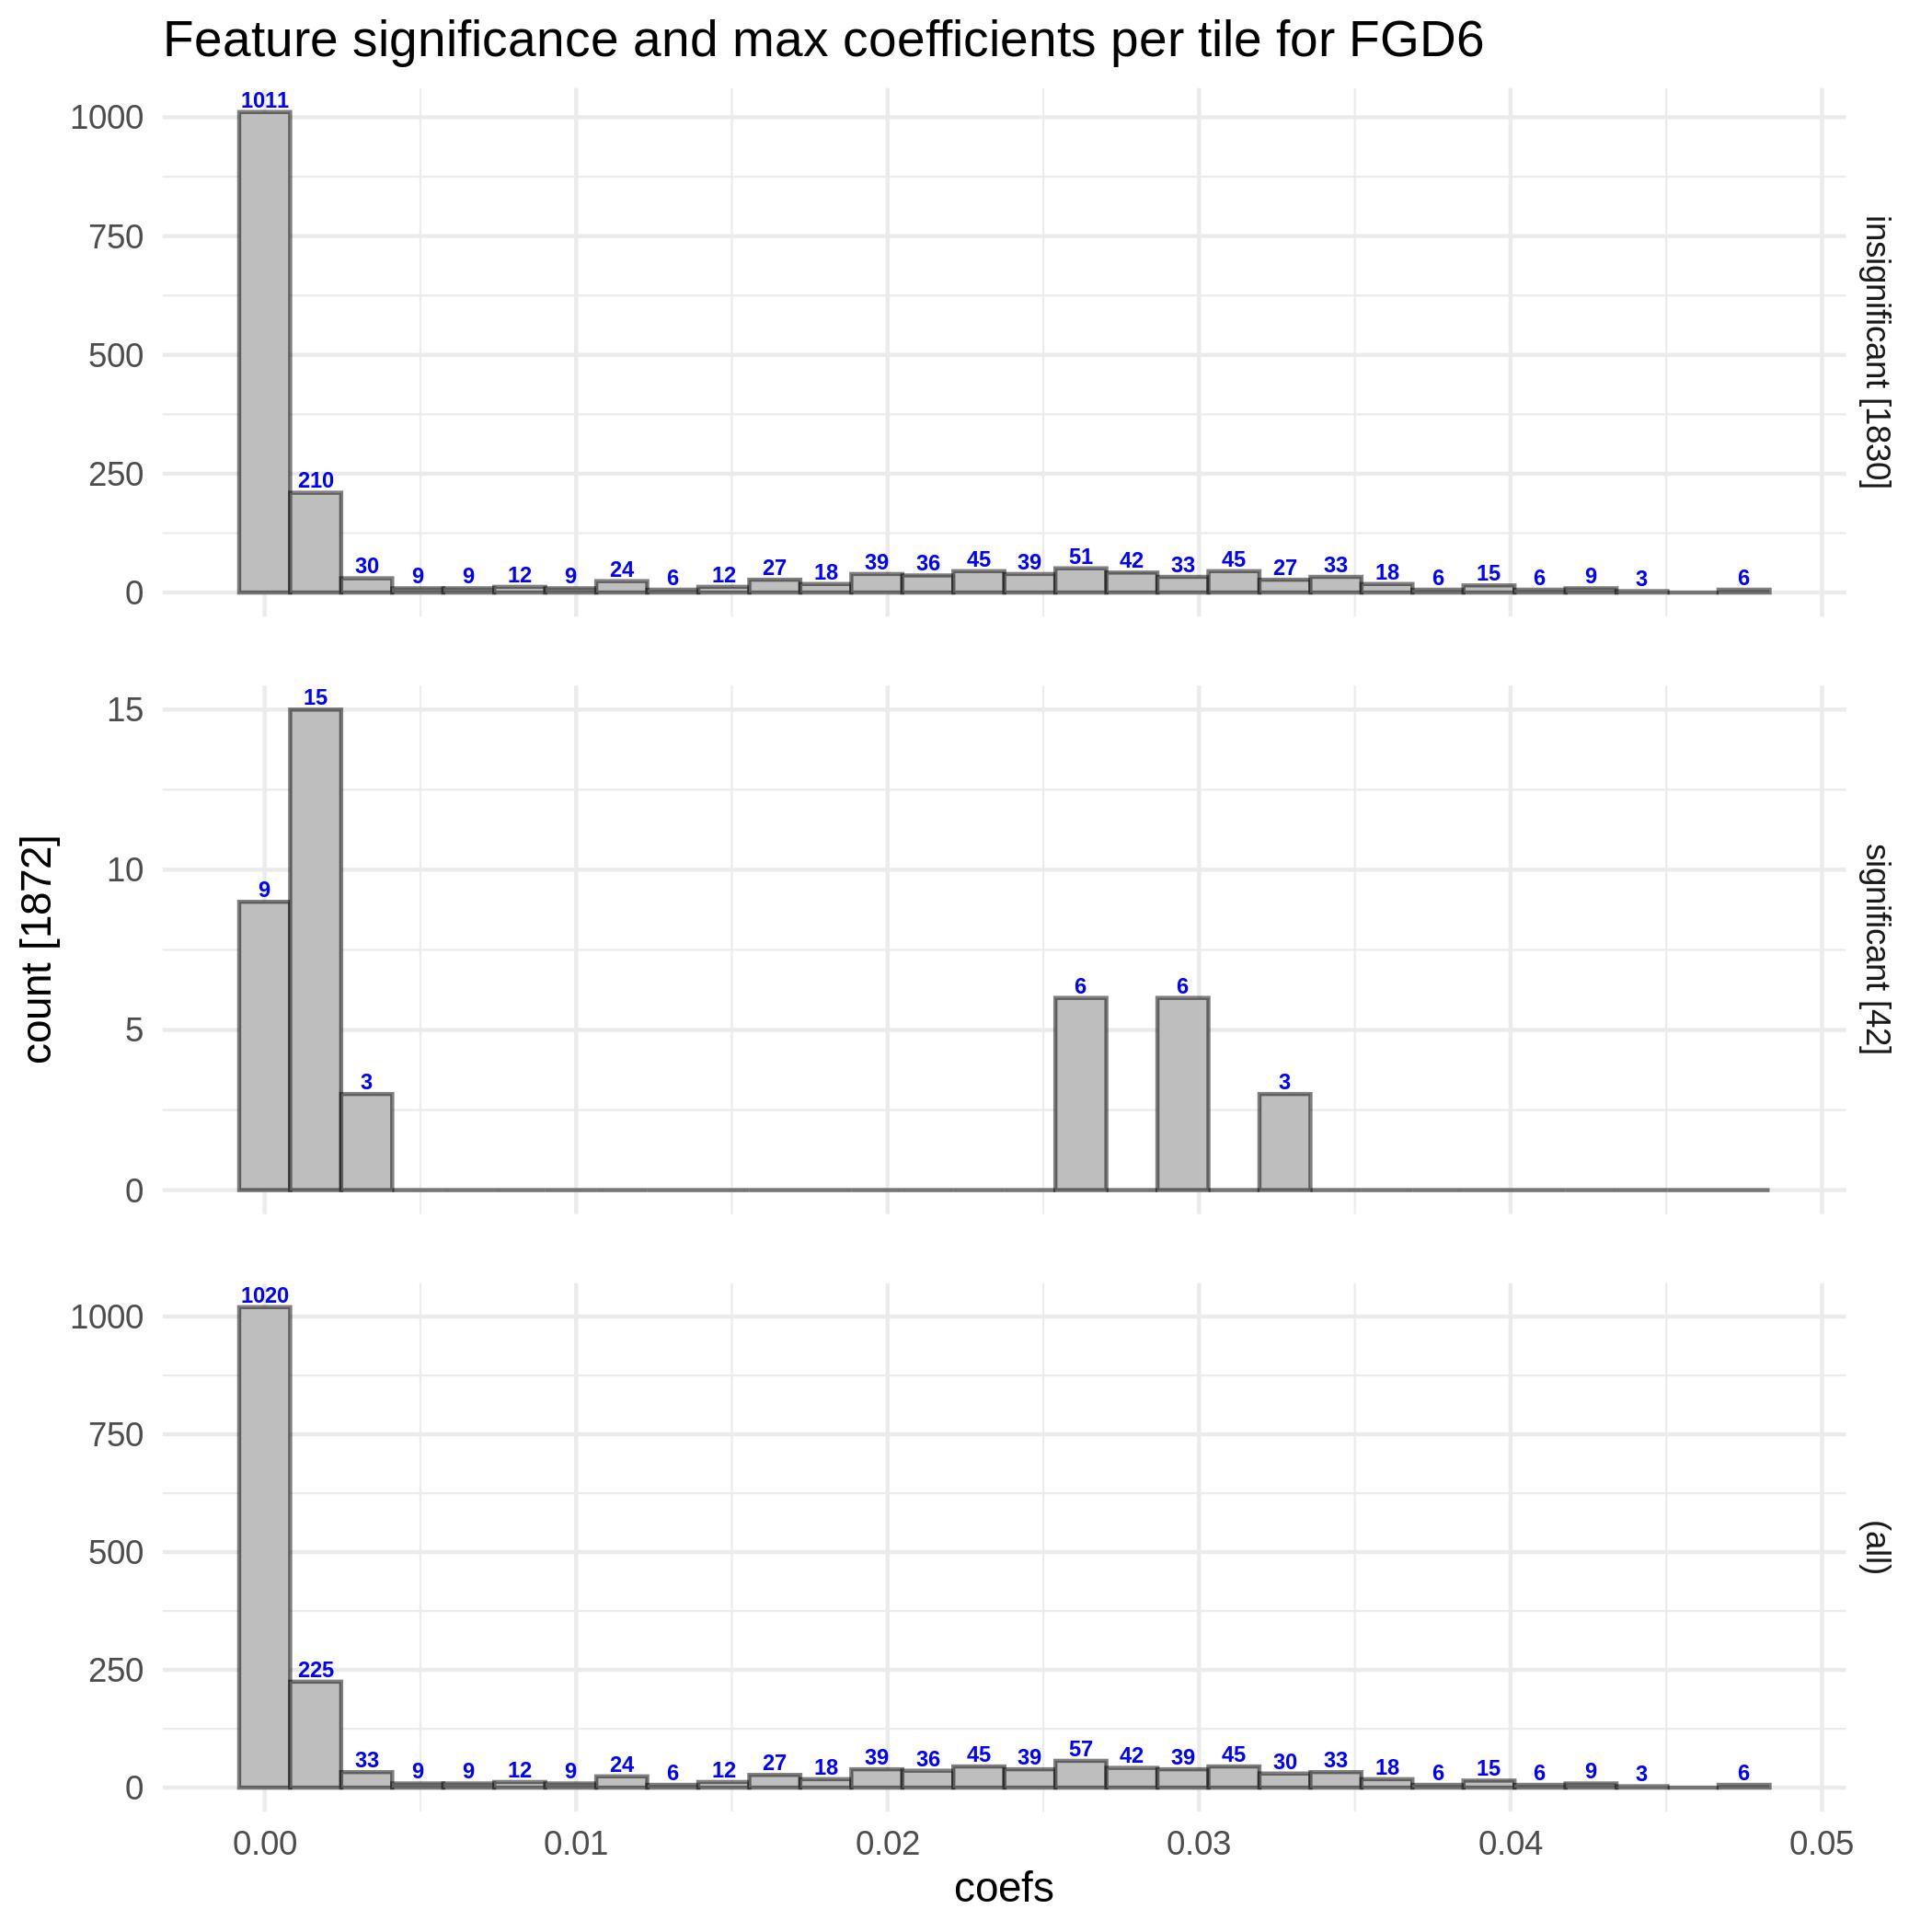 Feature significance and max coefficients per tile for FGD6
1011
1000
750
500
250
210
30 9 9 12 9 24 6 12 27 18 39 36 45 39 51 42 33 45 27 33 18 6 15 6 9 3 6
0
insignificant [1830]
15
15
10
9
6 6
5
3 3
0
significant [42]
count [1872]
1020
1000
750
500
250
225
33 9 9 12 9 24 6 12 27 18 39 36 45 39 57 42 39 45 30 33 18 6 15 6 9 3 6
0
(all)
0.00 0.01 0.02 0.03 0.04 0.05
coefs